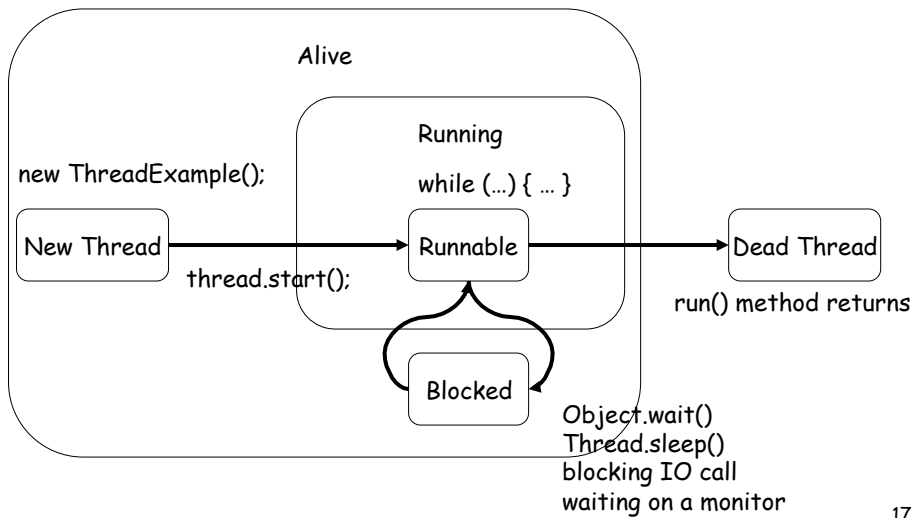 Alive
Running
new ThreadExample();
while (…) { … }
New Thread
Runnable
Dead Thread
thread.start();
run() method returns
Blocked
Object.wait()
Thread.sleep()
blocking IO call
waiting on a monitor
17